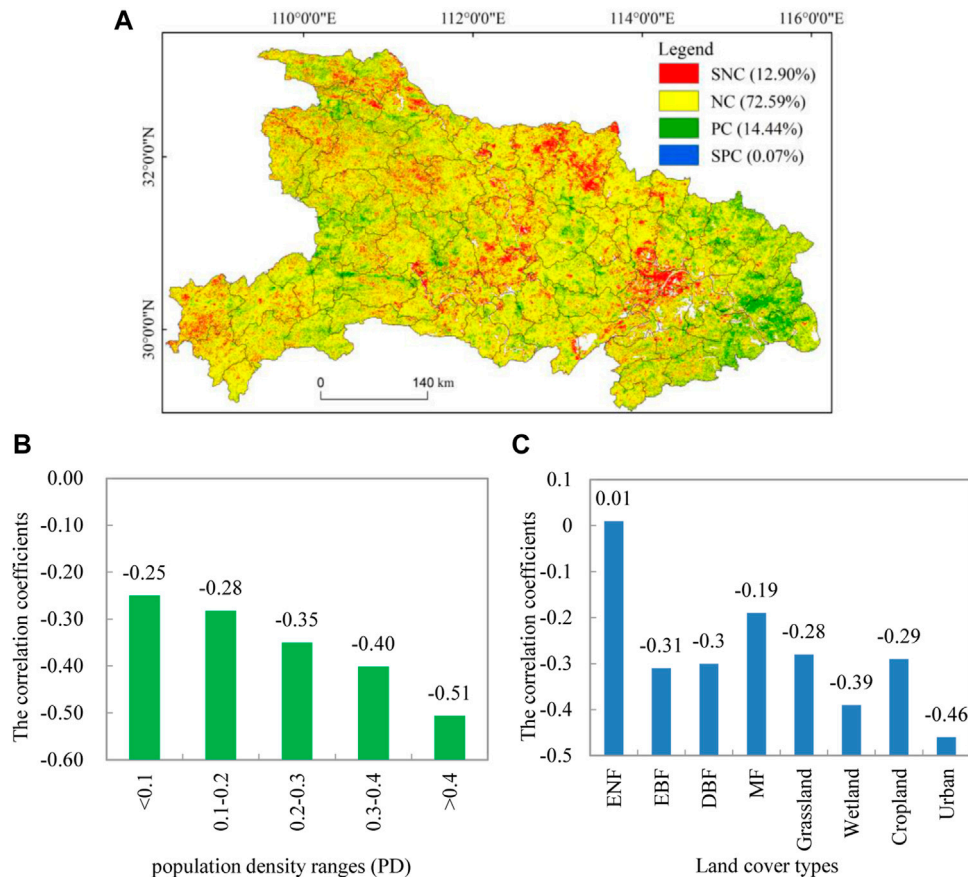 A
110°0'0"E 112°0'0"E 114°0'0"E 116°0'0"E
32°0'0"N
30°0'0"N
Legend
SNC (12.90%)
NC (72.59%)
PC (14.44%)
SPC (0.07%)
0 140 km
B
The correlation coefficients
0.00
-0.10
-0.20
-0.30
-0.40
-0.50
-0.60
-0.25
-0.28
-0.35
-0.40
-0.51
<0.1
0.1-0.2
0.2-0.3
0.3-0.4
>0.4
population density ranges (PD)
C
The correlation coefficients
0.1
0
-0.1
-0.2
-0.3
-0.4
-0.5
0.01
-0.31
-0.3
-0.19
-0.28
-0.39
-0.29
-0.46
ENF
EBF
DBF
MF
Grassland
Wetland
Cropland
Urban
Land cover types